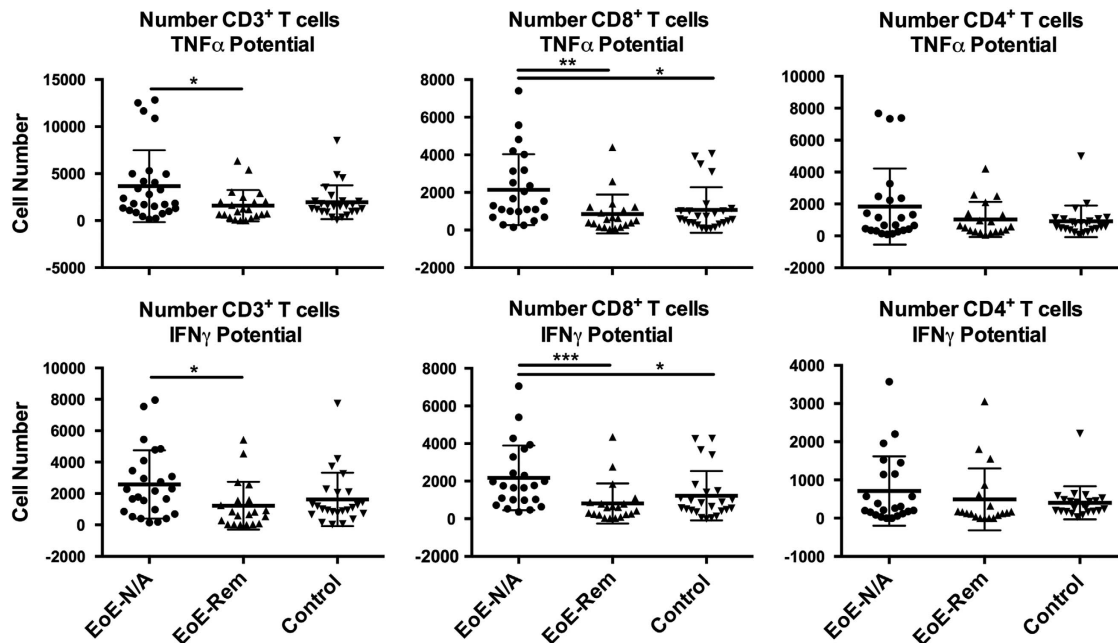 Number CD3⁺ T cells
TNFα Potential
Number CD8⁺ T cells
TNFα Potential
Number CD4⁺ T cells
TNFα Potential
Cell Number
15000
10000
5000
0
-5000
*
8000
6000
4000
2000
0
-2000
**
*
10000
8000
6000
4000
2000
0
-2000
Number CD3⁺ T cells
IFNγ Potential
Number CD8⁺ T cells
IFNγ Potential
Number CD4⁺ T cells
IFNγ Potential
Cell Number
10000
8000
6000
4000
2000
0
-2000
*
8000
6000
4000
2000
0
-2000
***
*
4000
3000
2000
1000
0
-1000
EoE-N/A
EoE-Rem
Control
EoE-N/A
EoE-Rem
Control
EoE-N/A
EoE-Rem
Control